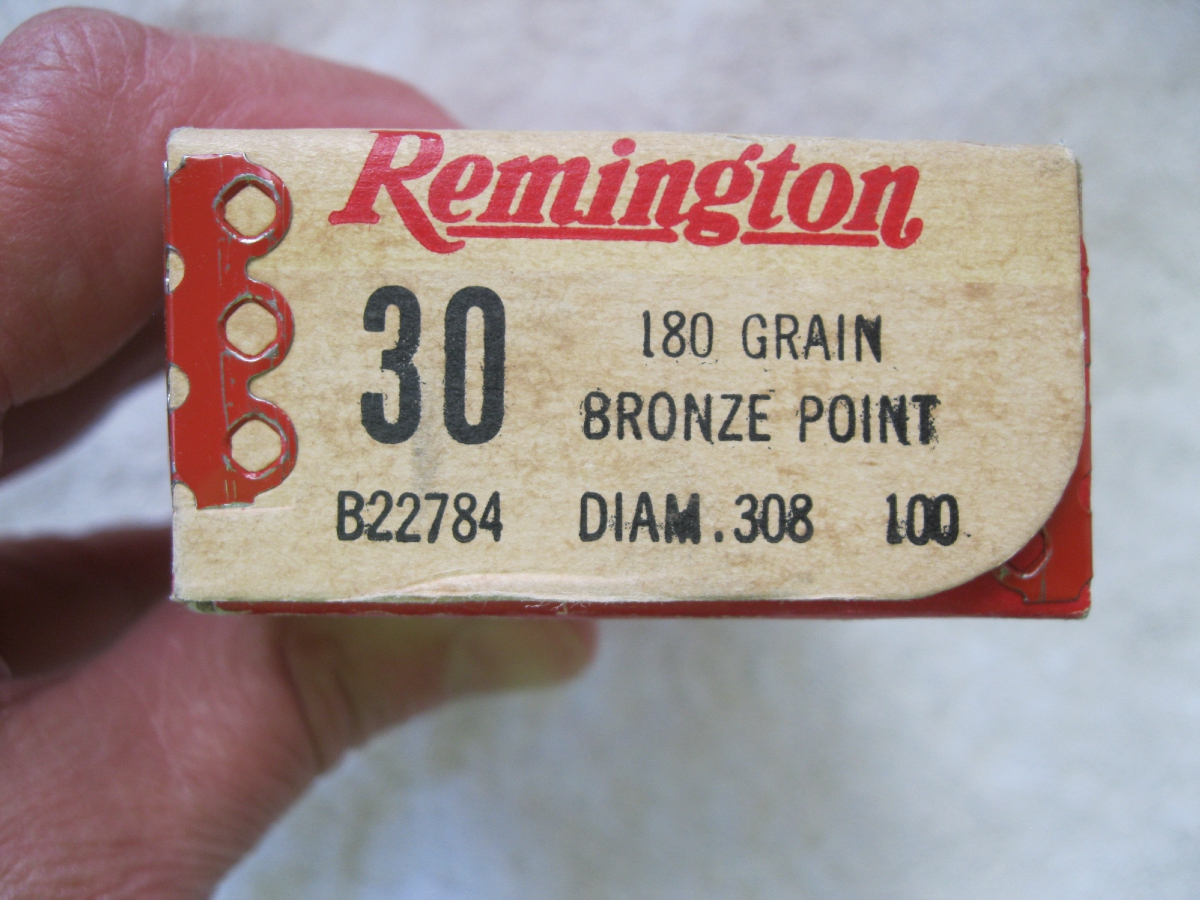 Remington
30 180 GRAIN
BRONZE POINT
B22784 DIAM. .308 100